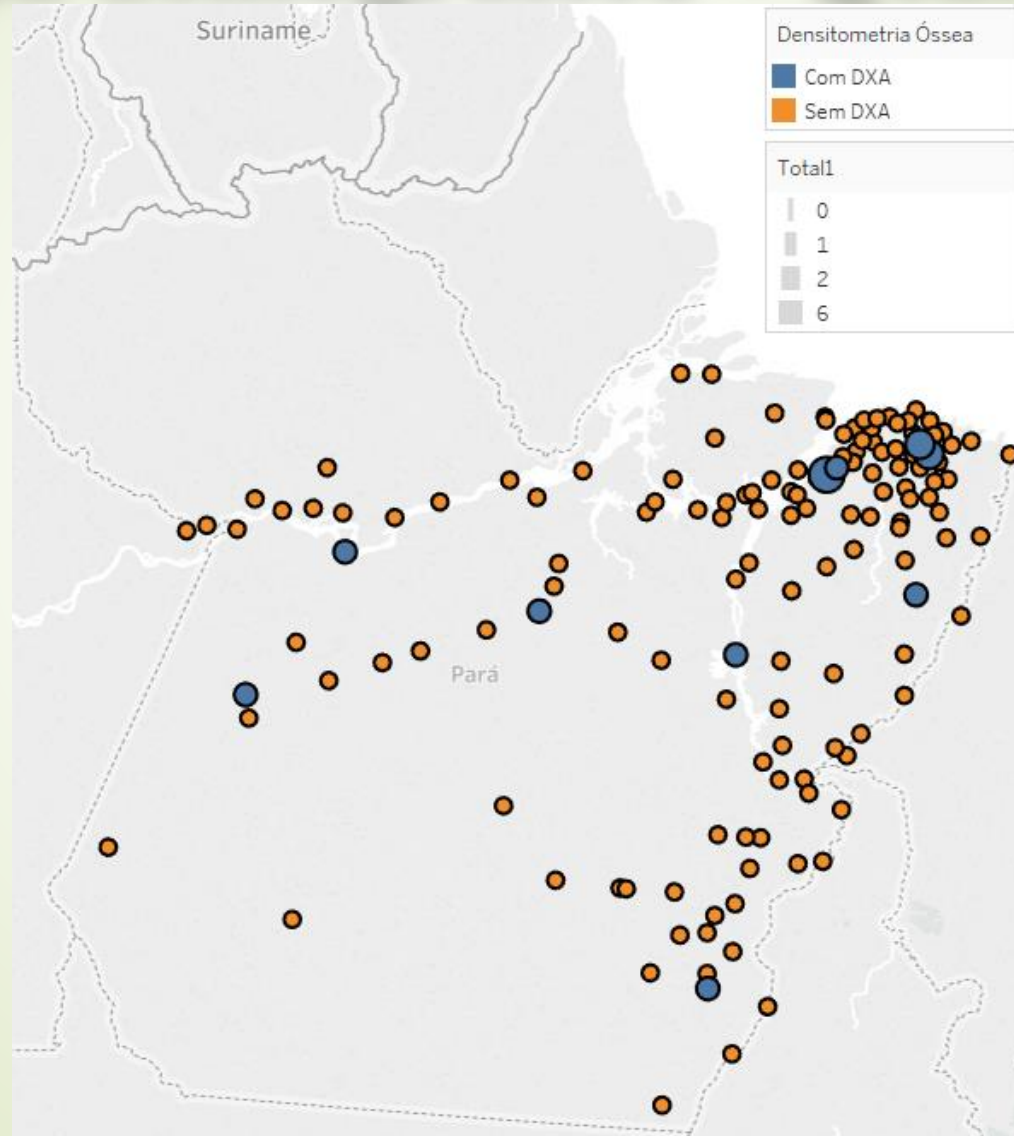 Suriname
Densitometria Óssea
Com DXA
Sem DXA
Total1
0
1
2
6
Pará